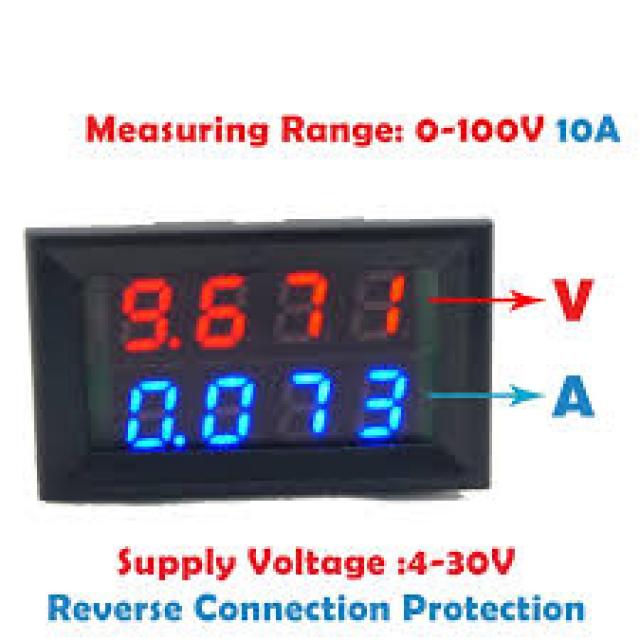 Measuring Range: 0-100V 10A
9.671 V
0.073 A
Supply Voltage :4-30V
Reverse Connection Protection